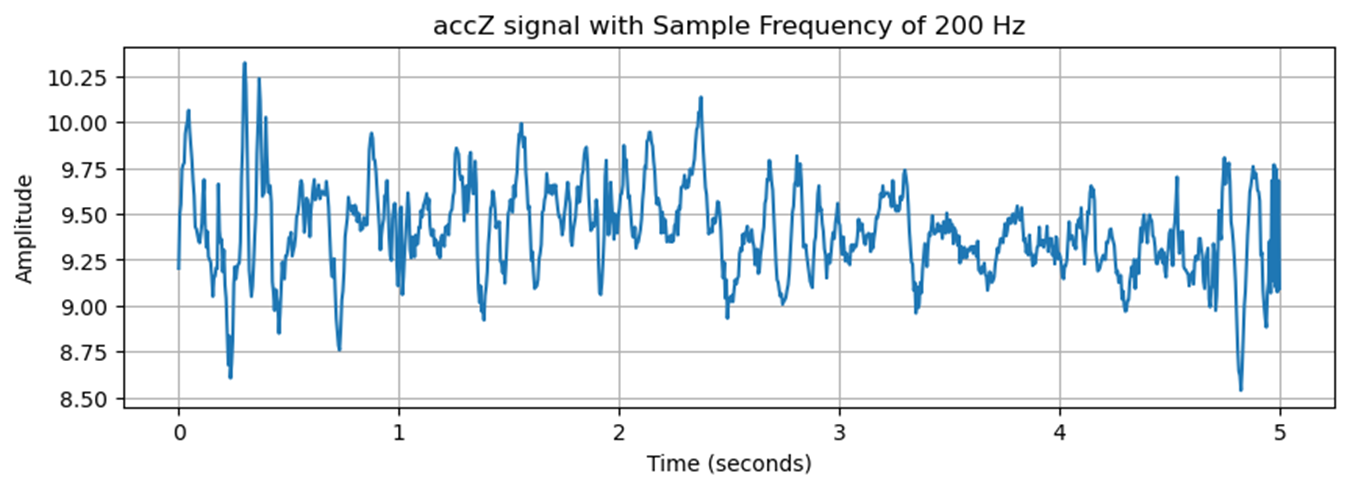 accZ signal with Sample Frequency of 200 Hz
Amplitude
10.25
10.00
9.75
9.50
9.25
9.00
8.75
8.50
0 1 2 3 4 5
Time (seconds)